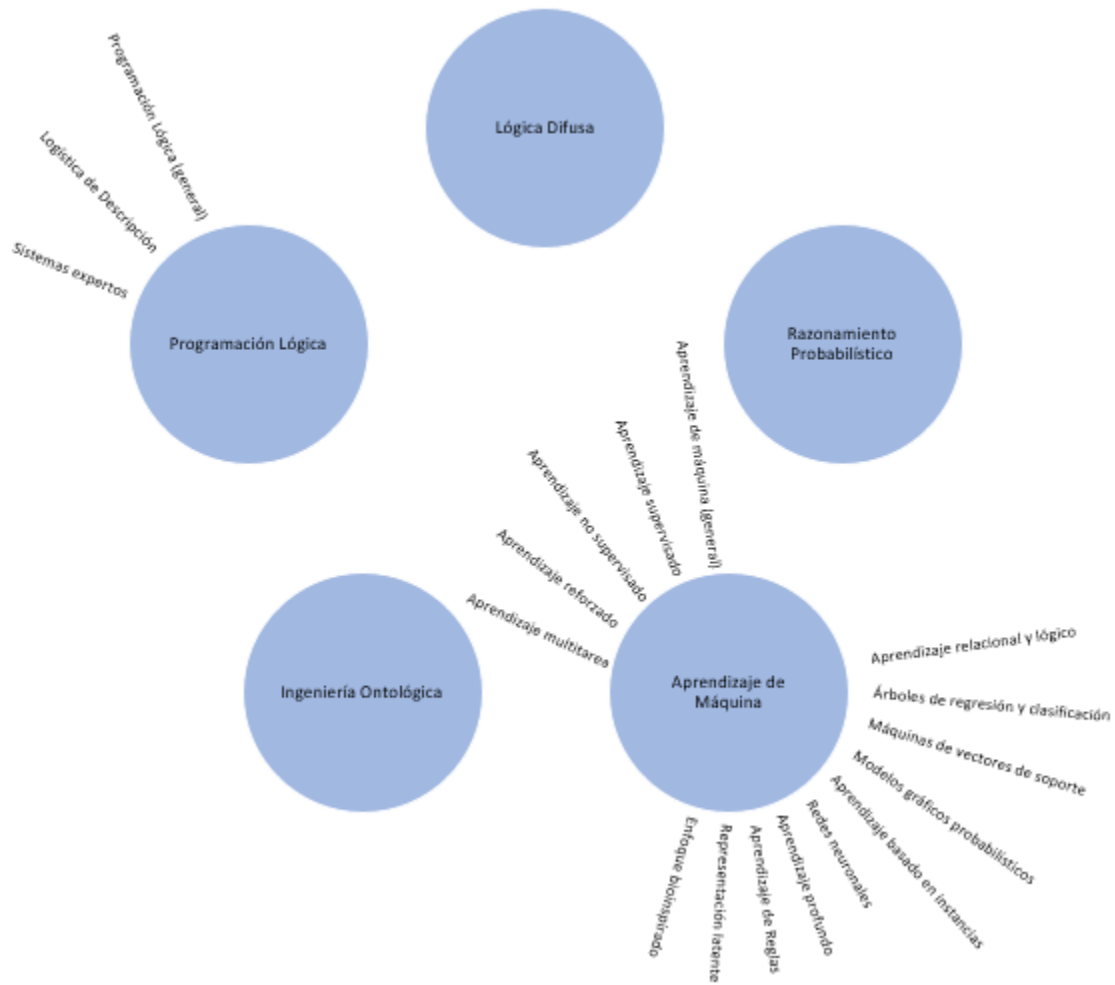 Lógica Difusa
Programación Lógica (general)
Logística de Descripción
Sistemas expertos
Programación Lógica
Razonamiento
Probabilístico
Aprendizaje de máquina (general)
Aprendizaje supervisado
Aprendizaje no supervisado
Aprendizaje reforzado
Aprendizaje multitarea
Ingeniería Ontológica
Aprendizaje de
Máquina
Aprendizaje relacional y lógico
Árboles de regresión y clasificación
Máquinas de vectores de soporte
Modelos gráficos probabilísticos
Aprendizaje basado en instancias
Redes neuronales
Aprendizaje profundo
Aprendizaje de Reglas
Representación latente
Enfoque bioinspirado